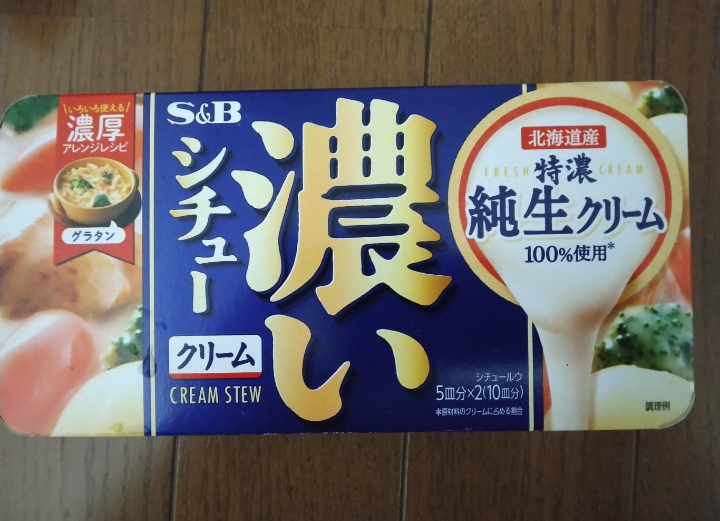 いろいろ使える
濃厚
アレンジレシピ
グラタン
S&B
濃い
シチュー
クリーム
CREAM STEW
北海道産
FRESH CREAM
特濃
純生クリーム
100%使用*
シチュールウ
5皿分×2(10皿分)
*原材料のクリームに占める割合
調理例